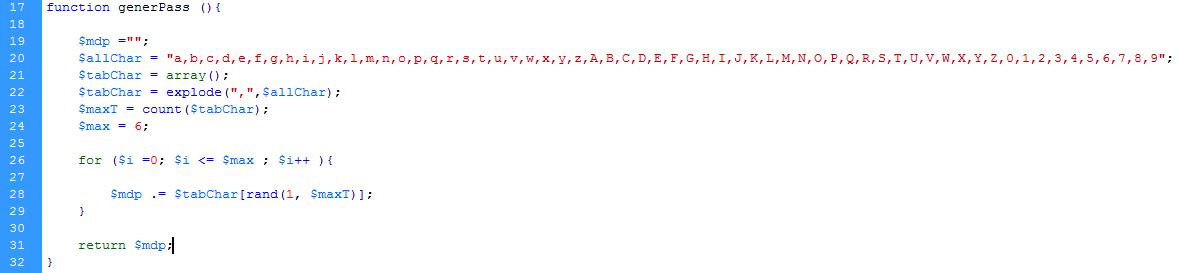 17 function generPass (){
18
19 $mdp ="";
20 $allChar = "a,b,c,d,e,f,g,h,i,j,k,l,m,n,o,p,q,r,s,t,u,v,w,x,y,z,A,B,C,D,E,F,G,H,I,J,K,L,M,N,O,P,Q,R,S,T,U,V,W,X,Y,Z,0,1,2,3,4,5,6,7,8,9";
21 $tabChar = array();
22 $tabChar = explode(",",$allChar);
23 $maxT = count($tabChar);
24 $max = 6;
25
26 for ($i =0; $i <= $max ; $i++ ){
27
28 $mdp .= $tabChar[rand(1, $maxT)];
29 }
30
31 return $mdp;
32 }